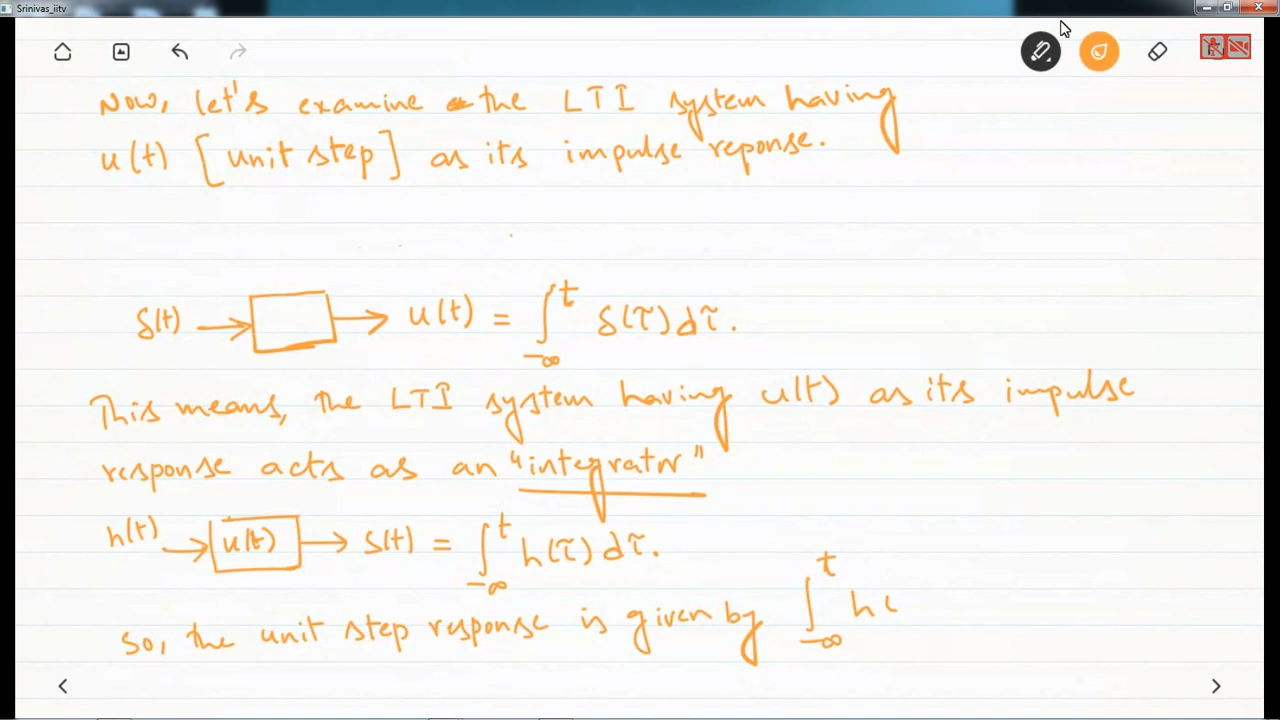 Srinivas_iitv
Now, let's examine the LTI system having
u(t) [unit step] as its impulse reponse.
δ(t) → u(t) = ∫_{-∞}^{t} δ(τ)dτ.
This means, the LTI system having u(t) as its impulse
response acts as an "integrator"
h(t) → u(t) → s(t) = ∫_{-∞}^{t} h(τ)dτ.
So, the unit step response is given by ∫_{-∞}^{t} h(